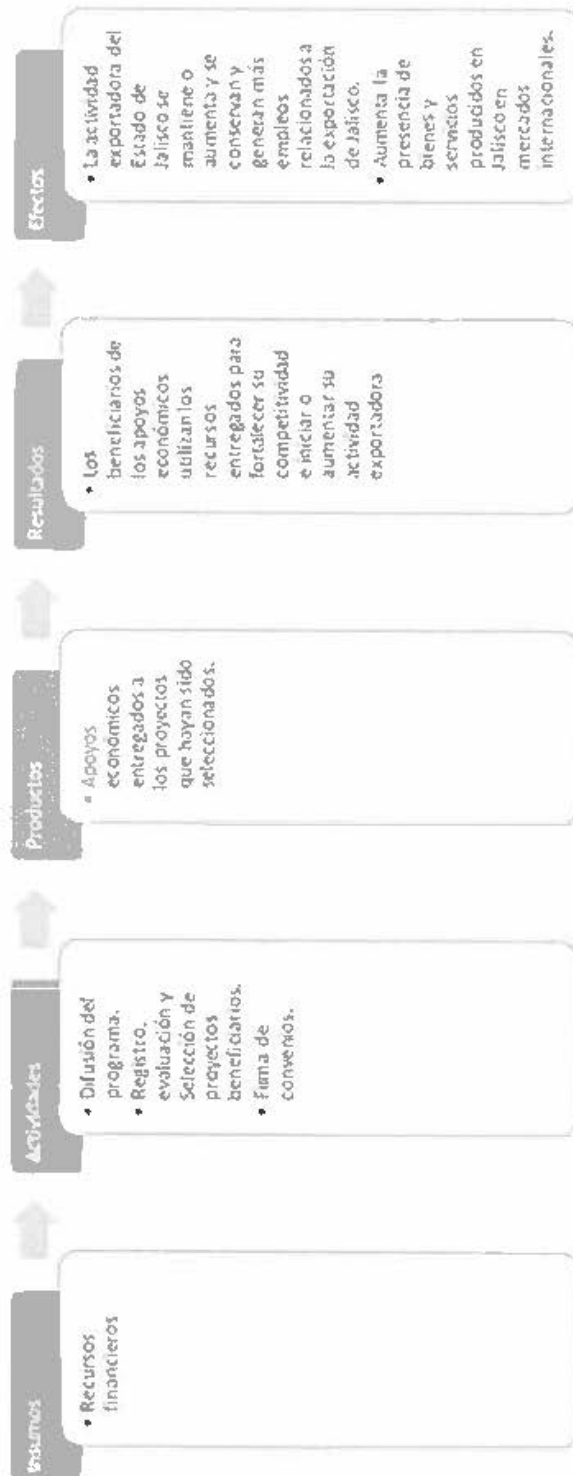 Insumos
• Recursos
financieros
Actividades
• Difusión del
programa.
• Registro,
evaluación y
Selección de
proyectos
beneficiarios.
• Firma de
convenios.
Productos
• Apoyos
económicos
entregados a
los proyectos
que hayan sido
seleccionados.
Resultados
• Los
beneficiarios de
los apoyos
económicos
utilizan los
recursos
entregados para
fortalecer su
competitividad
e iniciar o
aumentar su
actividad
exportadora
Efectos
• La actividad
exportadora del
Estado de
Jalisco se
mantiene o
aumenta y se
conservan y
generan más
empleos
relacionados a
la exportación
de Jalisco.
• Aumenta la
presencia de
bienes y
servicios
producidos en
Jalisco en
mercados
internacionales.